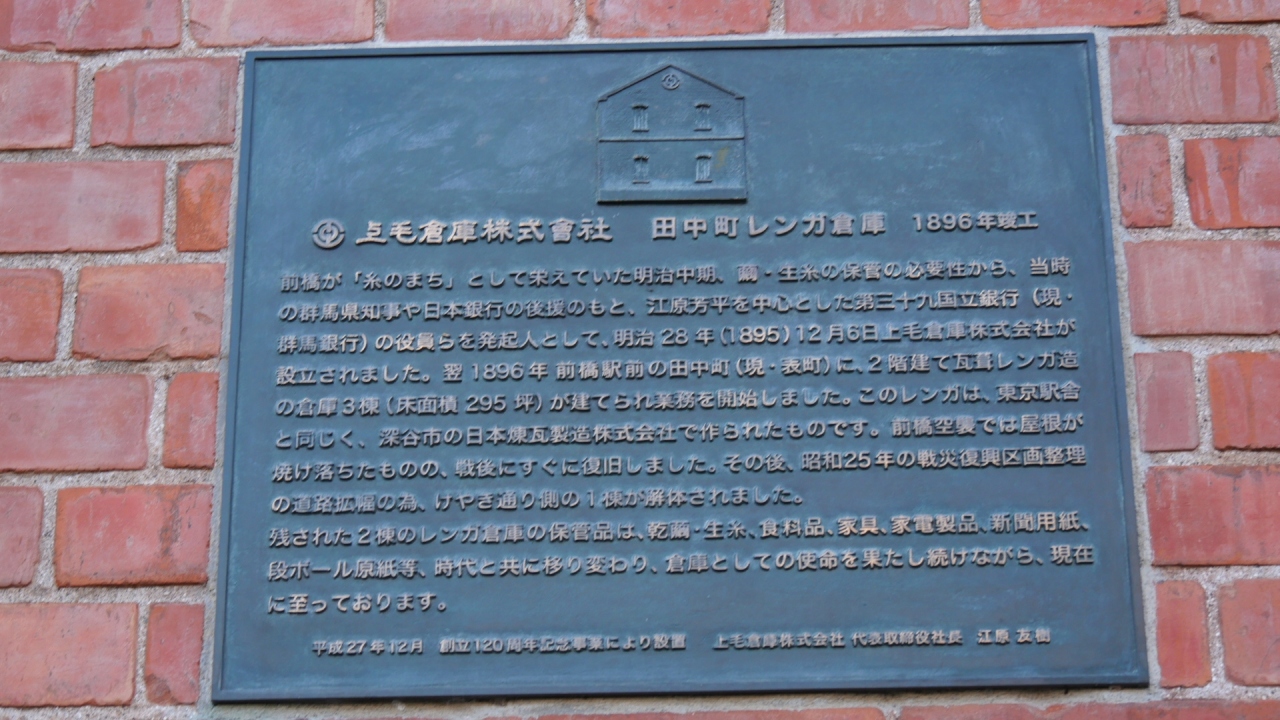 上毛倉庫株式會社 田中町レンガ倉庫 1896年竣工
前橋が「糸のまち」として栄えていた明治中期、繭・生糸の保管の必要性から、当時
の群馬県知事や日本銀行の後援のもと、江原芳平を中心とした第三十九国立銀行（現・
群馬銀行）の役員らを発起人として、明治28年（1895）12月6日上毛倉庫株式会社が
設立されました。翌1896年 前橋駅前の田中町（現・表町）に、2階建て瓦葺レンガ造
の倉庫3棟（床面積 295 坪）が建てられ業務を開始しました。このレンガは、東京駅舎
と同じく、深谷市の日本煉瓦製造株式会社で作られたものです。前橋空襲では屋根が
焼け落ちたものの、戦後にすぐに復旧しました。その後、昭和25年の戦災復興区画整理
の道路拡幅の為、けやき通り側の1棟が解体されました。
残された2棟のレンガ倉庫の保管品は、乾繭・生糸、食料品、家具、家電製品、新聞用紙、
段ボール原紙等、時代と共に移り変わり、倉庫としての使命を果たし続けながら、現在
に至っております。
平成27年12月 創立120周年記念事業により設置 上毛倉庫株式会社 代表取締役社長 江原 友樹